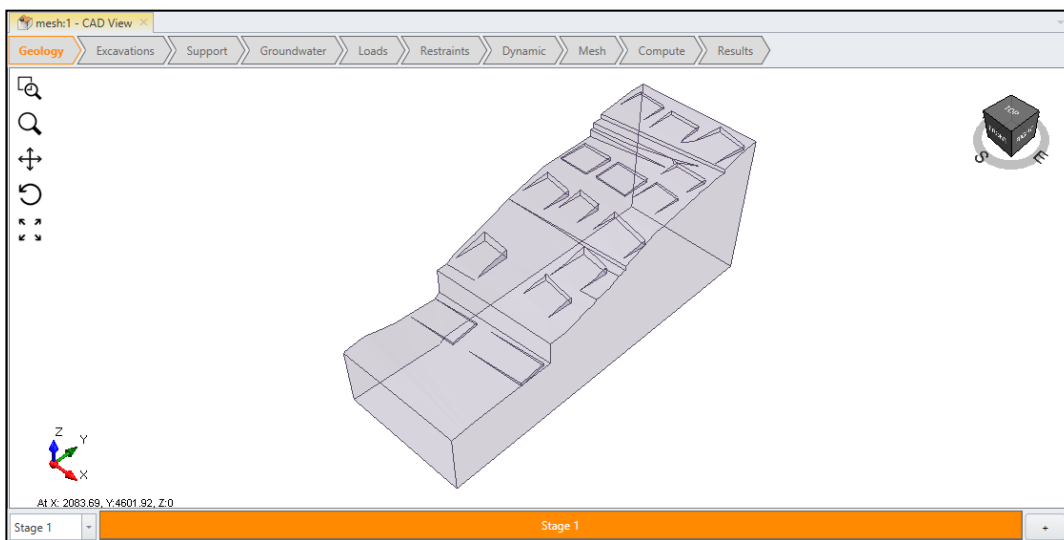 mesh:1 - CAD View
Geology Excavations Support Groundwater Loads Restraints Dynamic Mesh Compute Results
TOP
S E
Z
Y
X
At X: 2083.69, Y:4601.92, Z:0
Stage 1 Stage 1 +